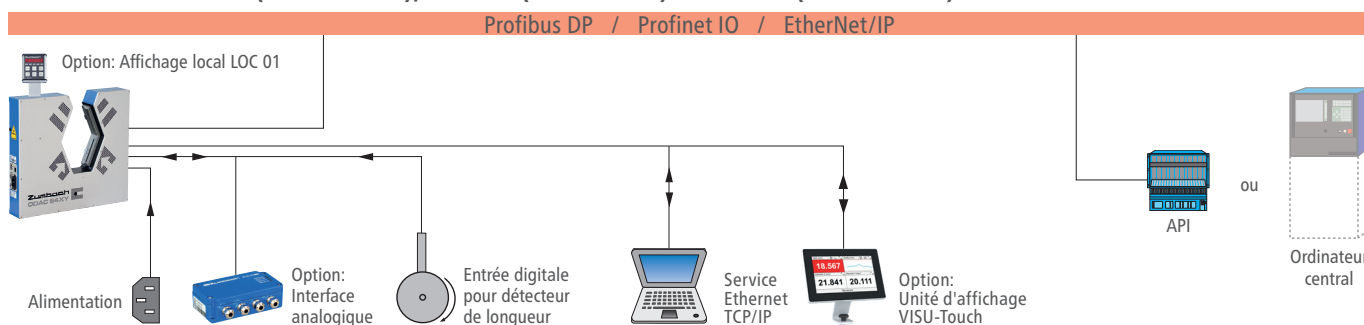 Profibus DP / Profinet IO / EtherNet/IP
Option: Affichage local LOC 01
Zumbach
ODAC 64XY
Alimentation
Option:
Interface
analogique
Entrée digitale
pour détecteur
de longueur
Service
Ethernet
TCP/IP
18.567
21.841 20.111
Option:
Unité d'affichage
VISU-Touch
API
ou
Ordinateur
central